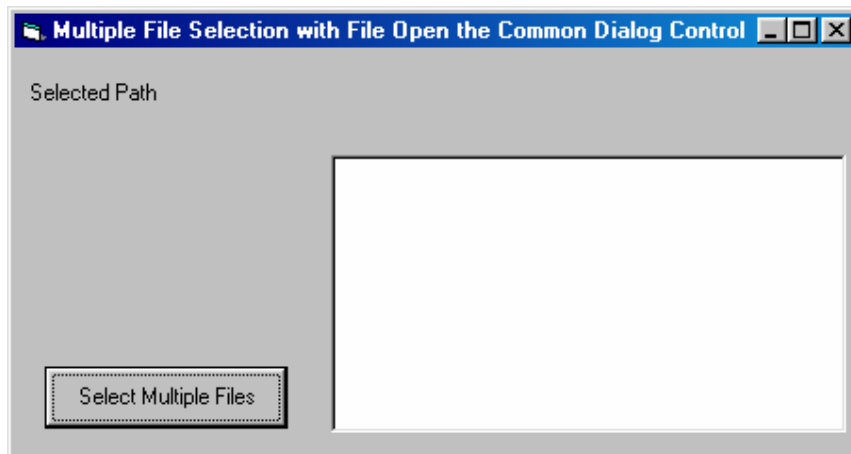 Multiple File Selection with File Open the Common Dialog Control
Selected Path
Select Multiple Files